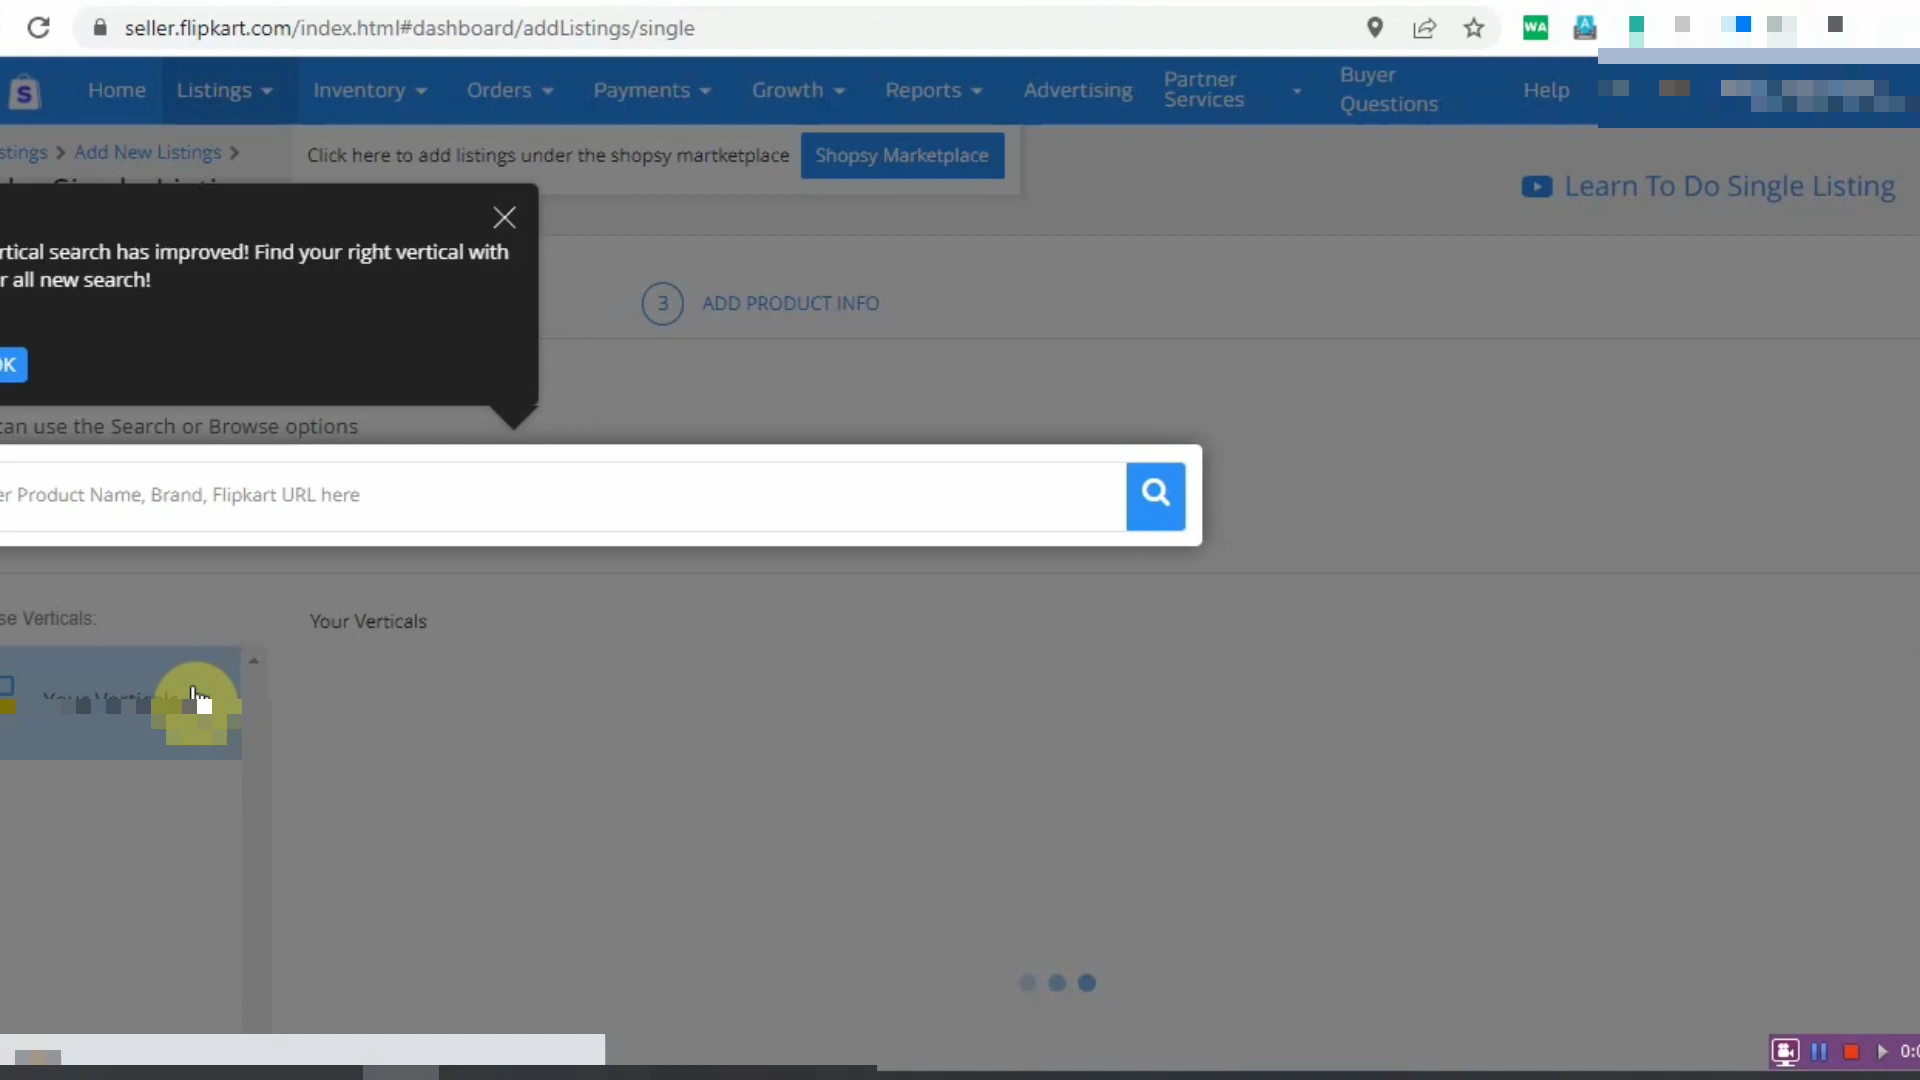 seller.flipkart.com/index.html#dashboard/addListings/single
WA
S Home Listings Inventory Orders Payments Growth Reports Advertising Partner Services Buyer Questions Help
stings > Add New Listings >
Click here to add listings under the shopsy martketplace Shopsy Marketplace
Learn To Do Single Listing
rtical search has improved! Find your right vertical with
r all new search!
3 ADD PRODUCT INFO
OK
can use the Search or Browse options
er Product Name, Brand, Flipkart URL here
se Verticals:
Your Verticals